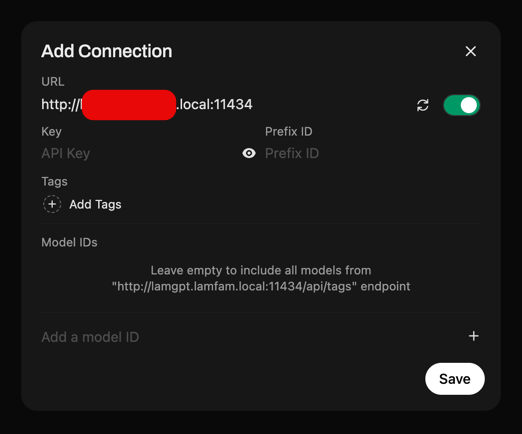 Add Connection
URL
http://l .local:11434
Key
Prefix ID
API Key
Prefix ID
Tags
Add Tags
Model IDs
Leave empty to include all models from
"http://lamgpt.lamfam.local:11434/api/tags" endpoint
Add a model ID
Save